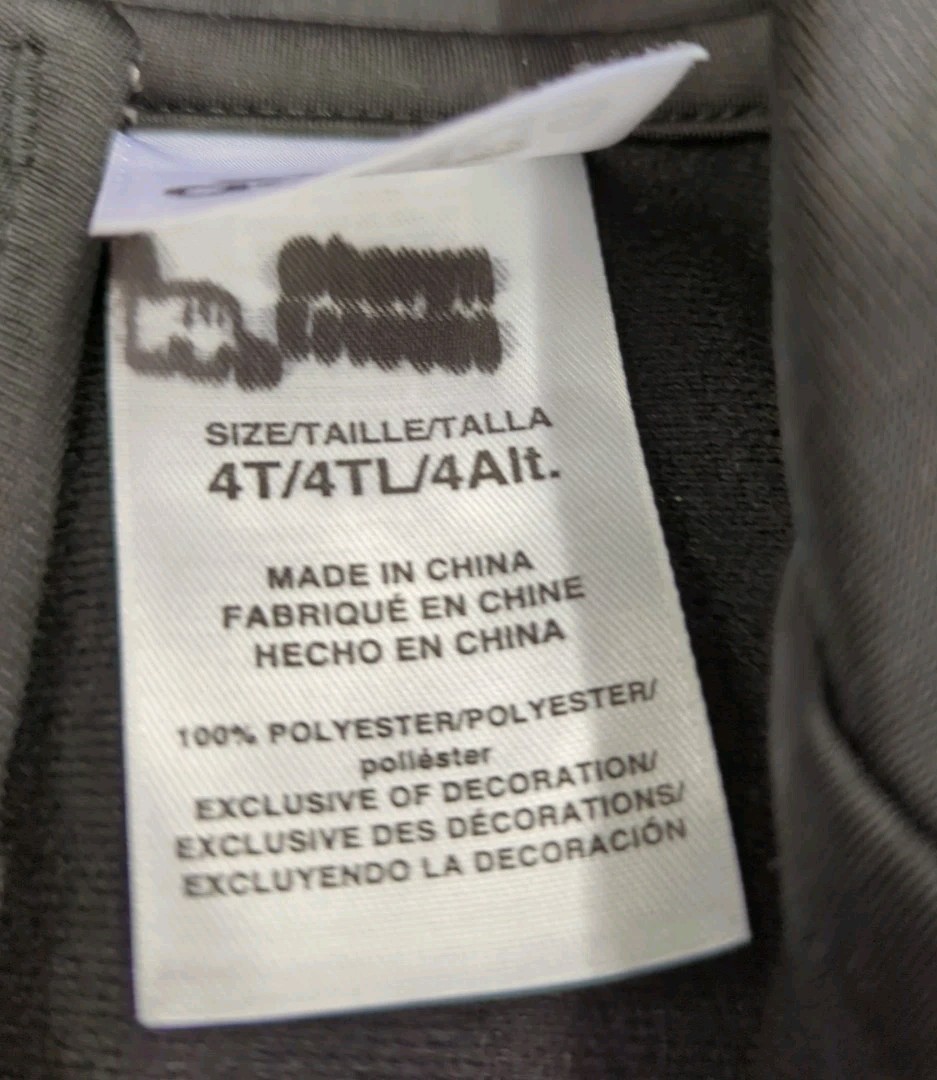 SIZE/TAILLE/TALLA
4T/4TL/4Alt.
MADE IN CHINA
FABRIQUÉ EN CHINE
HECHO EN CHINA
100% POLYESTER/POLYESTER/
poliéster
EXCLUSIVE OF DECORATION/
EXCLUSIVE DES DÉCORATIONS/
EXCLUYENDO LA DECORACIÓN